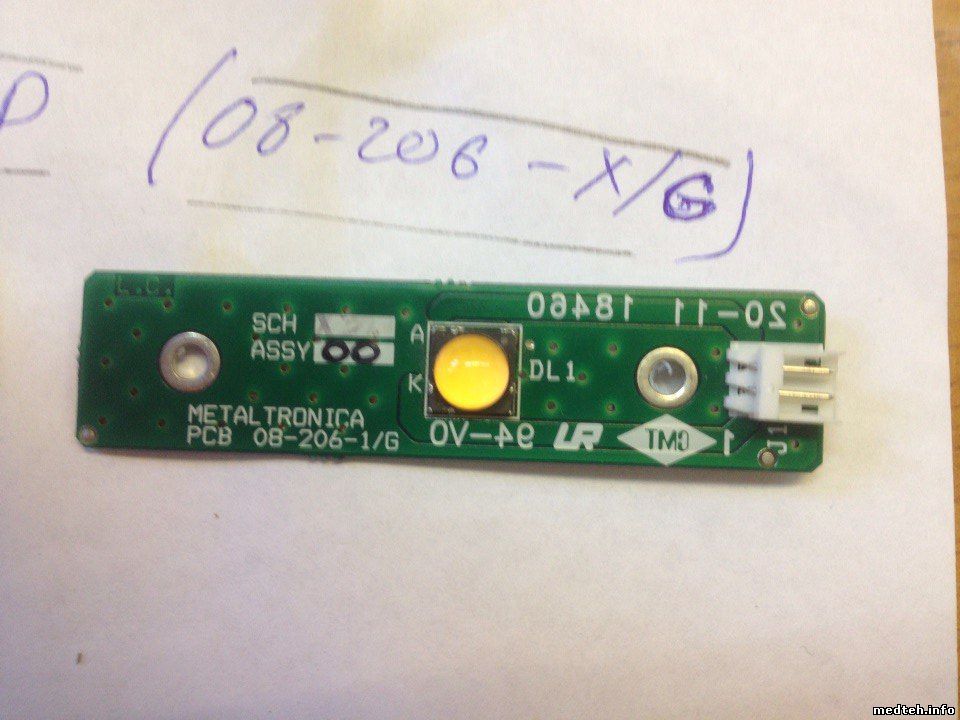 P
(08-206-X/G)
L.G.
18460 20-11
SCH
ASSY 00
A
K
DL1
METALTRONICA
PCB 08-206-1/G
94-V0
TMO
1
J1
medteh.info